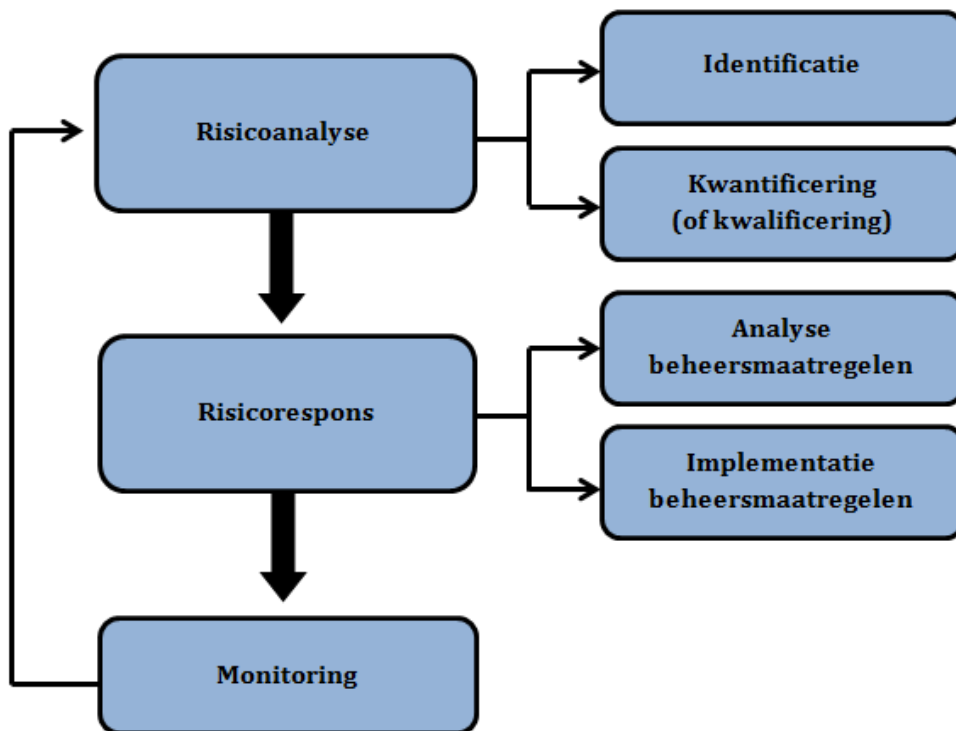 Identificatie
Risicoanalyse
Kwantificering
(of kwalificering)
Analyse
beheersmaatregelen
Risicorespons
Implementatie
beheersmaatregelen
Monitoring